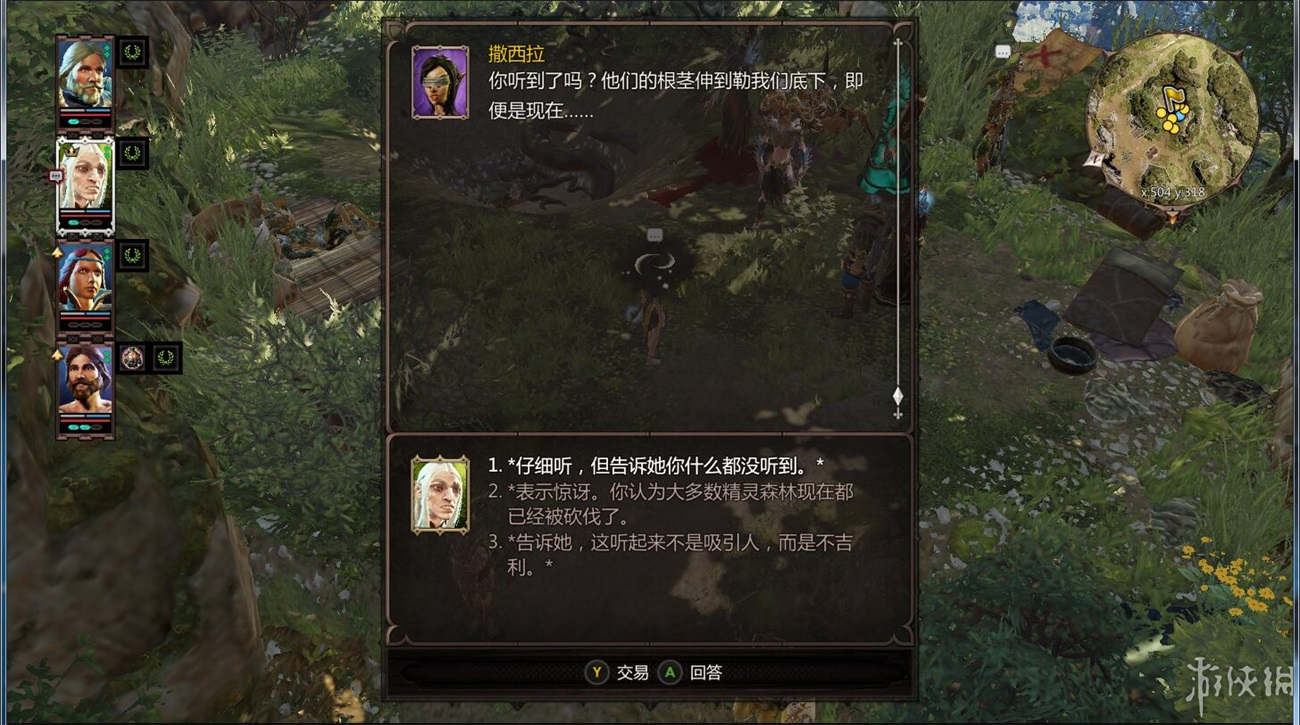 撒西拉
你听到了吗？他们的根茎伸到勒我们底下，即
便是现在……
x:504 y:318
1. *仔细听，但告诉她你什么都没听到。*
2. *表示惊讶。你认为大多数精灵森林现在都
已经被砍伐了。
3. *告诉她，这听起来不是吸引人，而是不吉
利。*
Y 交易 A 回答
游侠网